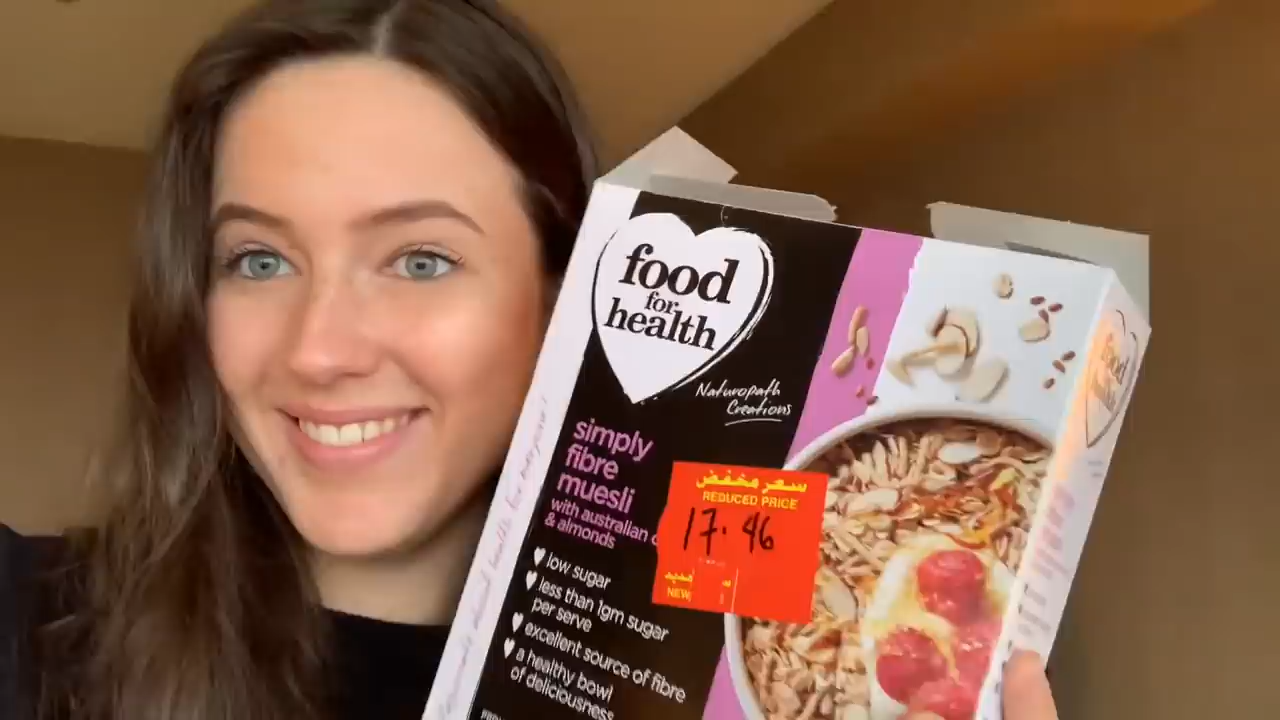 food
for
health
Naturopath
Creations
simply
fibre
muesli
with australian
& almonds
low sugar
less than 1gm sugar
per serve
excellent source of fibre
a healthy bowl
of deliciousness
سعر مخفض
REDUCED PRICE
17.46
NEW
food